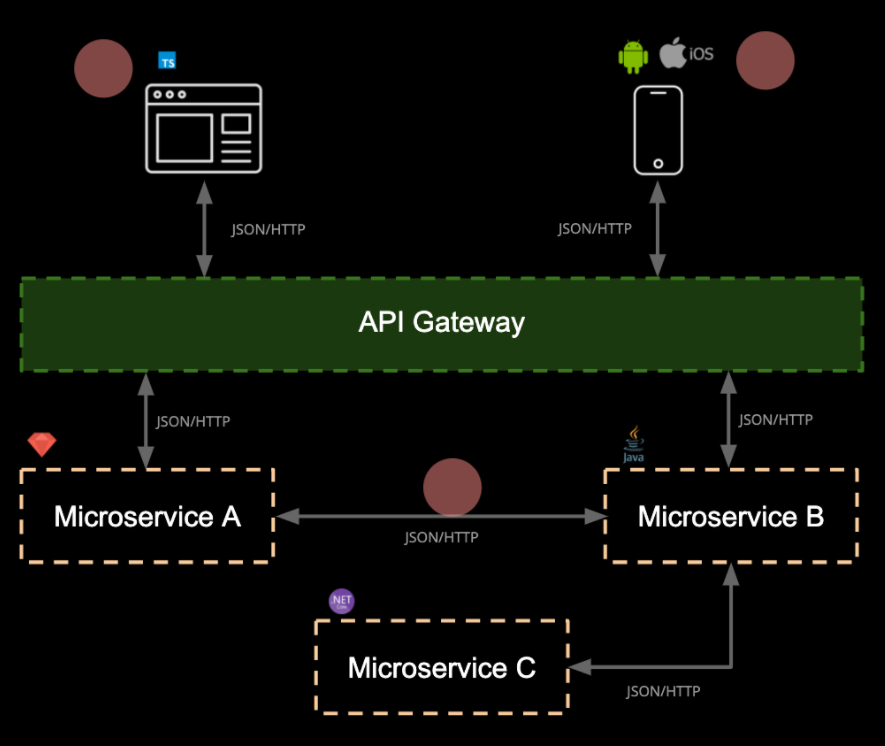 TS
iOS
JSON/HTTP
JSON/HTTP
API Gateway
JSON/HTTP
JSON/HTTP
Java
Microservice A
Microservice B
JSON/HTTP
NET
Core
Microservice C
JSON/HTTP